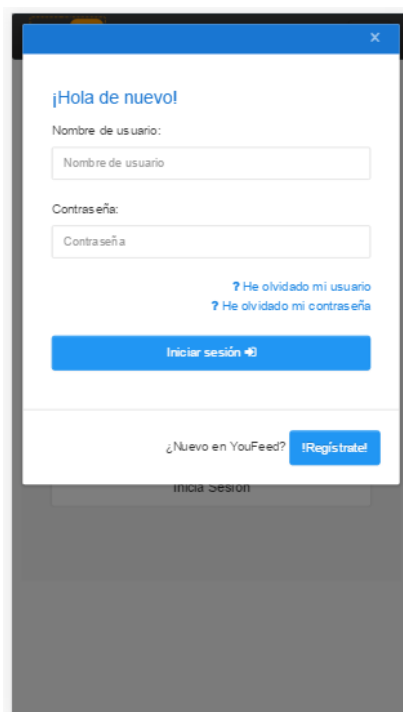 ×
¡Hola de nuevo!
Nombre de usuario:
Nombre de usuario
Contraseña:
Contraseña
? He olvidado mi usuario
? He olvidado mi contraseña
Iniciar sesión
¿Nuevo en YouFeed? !Regístrate!
Inicia Sesión